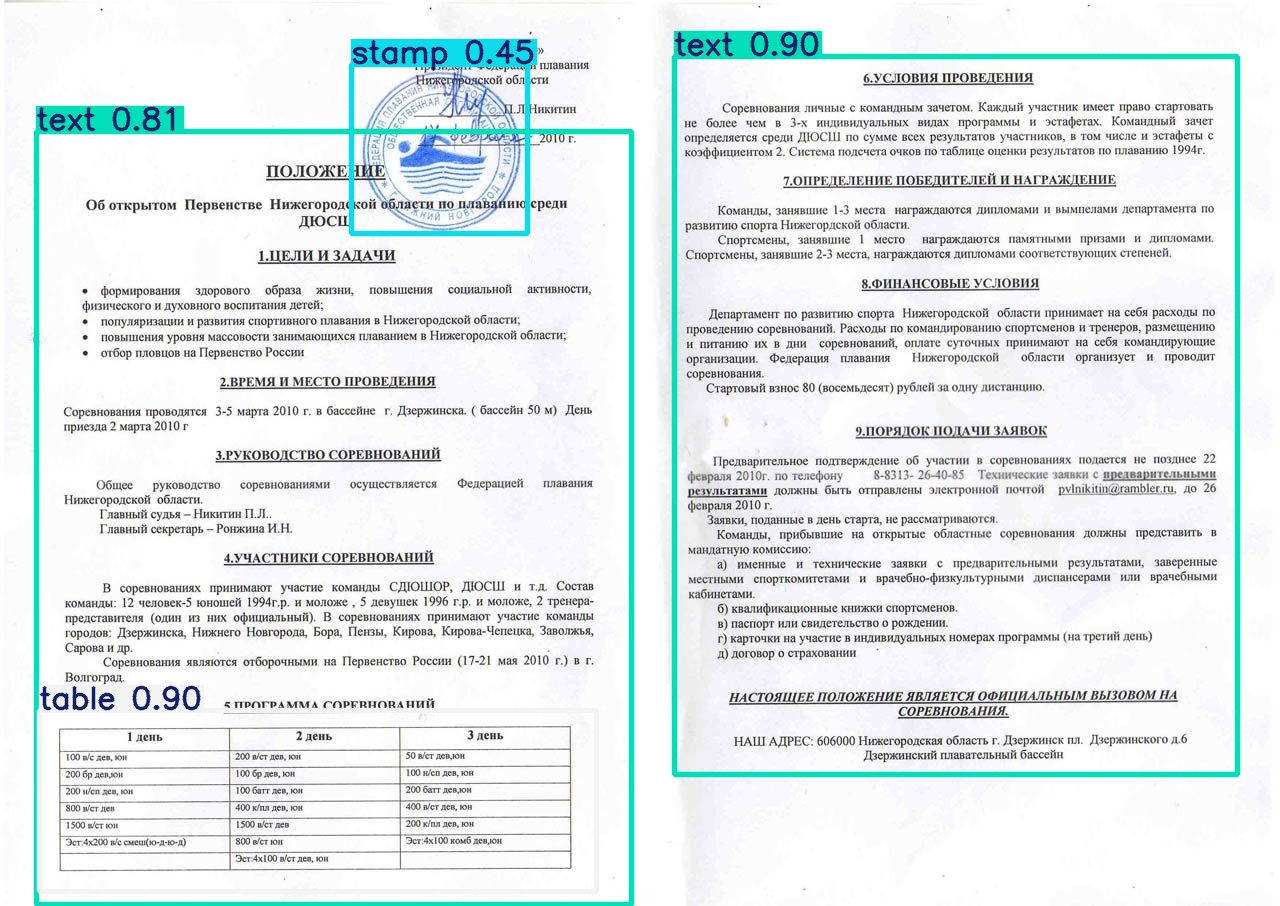 stamp 0.45
»
плавания
Нижегородской области
П.Л.Никитин
2010 г.
text 0.81
ПОЛОЖЕНИЕ
Об открытом Первенстве Нижегородской области по плаванию среди
ДЮСШ
1.ЦЕЛИ И ЗАДАЧИ
• формирования здорового образа жизни, повышения социальной активности,
физического и духовного воспитания детей;
• популяризации и развития спортивного плавания в Нижегородской области;
• повышения уровня массовости занимающихся плаванием в Нижегородской области;
• отбор пловцов на Первенство России
2.ВРЕМЯ И МЕСТО ПРОВЕДЕНИЯ
Соревнования проводятся 3-5 марта 2010 г. в бассейне г. Дзержинска. ( бассейн 50 м) День
приезда 2 марта 2010 г
3.РУКОВОДСТВО СОРЕВНОВАНИЙ
Общее руководство соревнованиями осуществляется Федерацией плавания
Нижегородской области.
Главный судья – Никитин П.Л..
Главный секретарь – Ронжина И.Н.
4.УЧАСТНИКИ СОРЕВНОВАНИЙ
В соревнованиях принимают участие команды СДЮШОР, ДЮСШ и т.д. Состав
команды: 12 человек-5 юношей 1994г.р. и моложе , 5 девушек 1996 г.р. и моложе, 2 тренера-
представителя (один из них официальный). В соревнованиях принимают участие команды
городов: Дзержинска, Нижнего Новгорода, Бора, Пензы, Кирова, Кирова-Чепецка, Заволжья,
Сарова и др.
Соревнования являются отборочными на Первенство России (17-21 мая 2010 г.) в г.
Волгоград.
table 0.90
5.ПРОГРАММА СОРЕВНОВАНИЙ
1 день 2 день 3 день
100 в/с дев, юн 200 в/ст дев, юн 50 в/ст дев,юн
200 бр дев,юн 100 бр дев, юн 100 н/сп дев, юн
200 н/сп дев, юн 100 батт дев, юн 200 батт дев,юн
800 в/ст дев 400 к/пл дев, юн 400 в/ст дев, юн
1500 в/ст юн 1500 в/ст дев 200 к/пл дев, юн
Эст:4х200 в/с смеш(ю-д-ю-д) 800 в/ст юн Эст:4х100 комб дев,юн
Эст:4х100 в/ст дев, юн
text 0.90
6.УСЛОВИЯ ПРОВЕДЕНИЯ
Соревнования личные с командным зачетом. Каждый участник имеет право стартовать
не более чем в 3-х индивидуальных видах программы и эстафетах. Командный зачет
определяется среди ДЮСШ по сумме всех результатов участников, в том числе и эстафеты с
коэффициентом 2. Система подсчета очков по таблице оценки результатов по плаванию 1994г.
7.ОПРЕДЕЛЕНИЕ ПОБЕДИТЕЛЕЙ И НАГРАЖДЕНИЕ
Команды, занявшие 1-3 места награждаются дипломами и вымпелами департамента по
развитию спорта Нижегордской области.
Спортсмены, занявшие 1 место награждаются памятными призами и дипломами.
Спортсмены, занявшие 2-3 места, награждаются дипломами соответствующих степеней.
8.ФИНАНСОВЫЕ УСЛОВИЯ
Департамент по развитию спорта Нижегородской области принимает на себя расходы по
проведению соревнований. Расходы по командированию спортсменов и тренеров, размещению
и питанию их в дни соревнований, оплате суточных принимают на себя командирующие
организации. Федерация плавания Нижегородской области организует и проводит
соревнования.
Стартовый взнос 80 (восемьдесят) рублей за одну дистанцию.
9.ПОРЯДОК ПОДАЧИ ЗАЯВОК
Предварительное подтверждение об участии в соревнованиях подается не позднее 22
февраля 2010г. по телефону 8-8313- 26-40-85 Технические заявки с предварительными
результатами должны быть отправлены электронной почтой pvlnikitin@rambler.ru, до 26
февраля 2010 г.
Заявки, поданные в день старта, не рассматриваются.
Команды, прибывшие на открытые областные соревнования должны представить в
мандатную комиссию:
а) именные и технические заявки с предварительными результатами, заверенные
местными спорткомитетами и врачебно-физкультурными диспансерами или врачебными
кабинетами.
б) квалификационные книжки спортсменов.
в) паспорт или свидетельство о рождении.
г) карточки на участие в индивидуальных номерах программы (на третий день)
д) договор о страховании
НАСТОЯЩЕЕ ПОЛОЖЕНИЕ ЯВЛЯЕТСЯ ОФИЦИАЛЬНЫМ ВЫЗОВОМ НА
СОРЕВНОВАНИЯ.
НАШ АДРЕС: 606000 Нижегородская область г. Дзержинск пл. Дзержинского д.6
Дзержинский плавательный бассейн